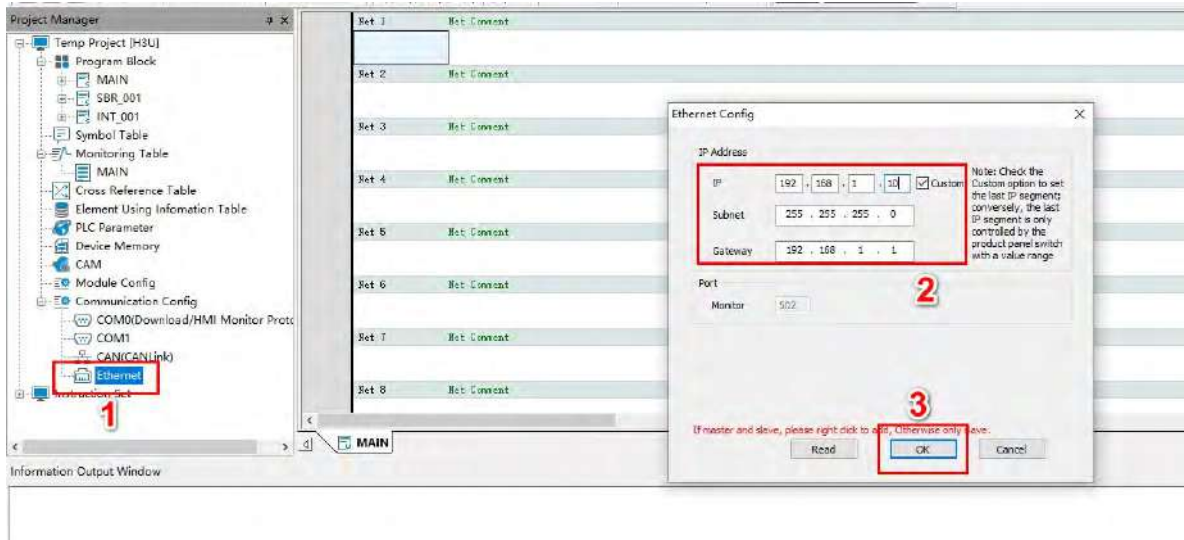 Project Manager
Temp Project [H3U]
Program Block
MAIN
SBR_001
INT_001
Symbol Table
Monitoring Table
MAIN
Cross Reference Table
Element Using Infomation Table
PLC Parameter
Device Memory
CAM
Module Config
Communication Config
COM0(Download/HMI Monitor Proto
COM1
CAN(CANLink)
Ethernet
Instruction Set
1
Net 1 Net Comment
Net 2 Net Comment
Net 3 Net Comment
Net 4 Net Comment
Net 5 Net Comment
Net 6 Net Comment
Net 7 Net Comment
Net 8 Net Comment
MAIN
Ethernet Config
IP Address
IP 192 . 168 . 1 . 10 Custom
Subnet 255 . 255 . 255 . 0
Gateway 192 . 168 . 1 . 1
Note: Check the
Custom option to set
the last IP segment;
conversely, the last
IP segment is only
controlled by the
product panel switch
with a value range
2
Port
Monitor 502
3
If master and slave, please right click to add, Otherwise only slave.
Read OK Cancel
Information Output Window